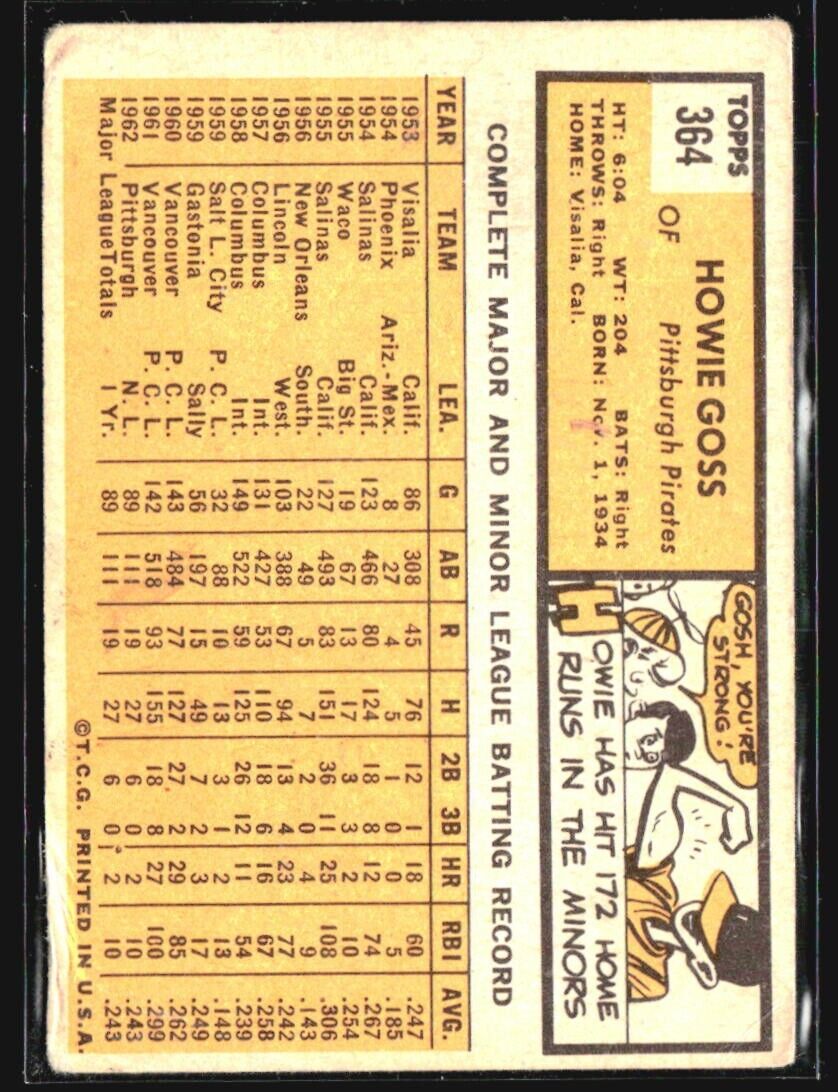 TOPPS
364
HOWIE GOSS
OF Pittsburgh Pirates
HT: 6:04 WT: 204 BATS: Right
THROWS: Right BORN: Nov. 1, 1934
HOME: Visalia, Cal.
GOSH, YOU'RE
STRONG!
HOWIE HAS HIT 172 HOME
RUNS IN THE MINORS
COMPLETE MAJOR AND MINOR LEAGUE BATTING RECORD
YEAR TEAM LEA. G AB R H 2B 3B HR RBI AVG.
1953 Visalia Calif. 86 308 45 76 12 1 18 60 .247
1954 Phoenix Ariz.-Mex. 8 27 4 5 1 0 0 5 .185
1954 Salinas Calif. 123 466 80 124 18 8 12 74 .267
1955 Waco Big St. 19 67 13 17 3 3 2 10 .254
1955 Salinas Calif. 127 493 83 151 36 11 25 108 .306
1956 New Orleans South. 22 49 5 7 2 0 4 9 .143
1956 Lincoln West. 103 388 67 94 13 4 23 77 .242
1957 Columbus Int. 131 427 53 110 18 6 16 67 .258
1958 Columbus Int. 149 522 59 125 26 12 11 54 .239
1959 Salt L. City P. C. L. 32 88 10 13 3 1 2 13 .148
1959 Gastonia Sally 56 197 15 49 7 2 3 17 .249
1960 Vancouver P. C. L. 143 484 77 127 27 2 29 85 .262
1961 Vancouver P. C. L. 142 518 93 155 18 8 27 100 .299
1962 Pittsburgh N. L. 89 111 19 27 6 0 2 10 .243
Major League Totals 1 Yr. 89 111 19 27 6 0 2 10 .243
© T.C.G. PRINTED IN U.S.A.